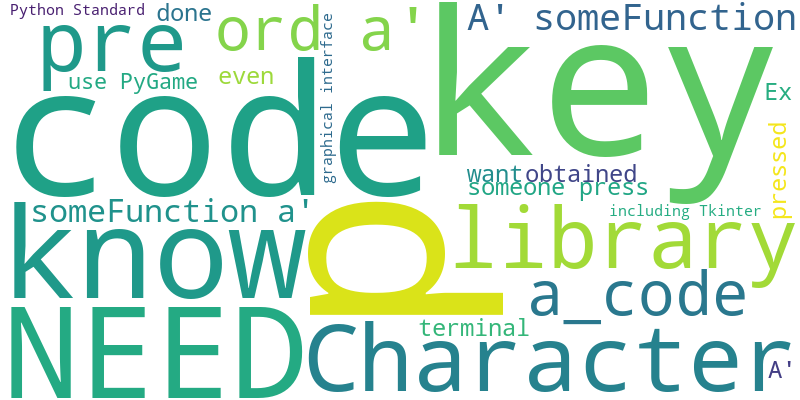 Python Standard
done
pre
ord a'
use PyGame
even
graphical interface
key
A' someFunction
Ex
code
want
obtained
someone press
pressed
someFunction a'
including Tkinter
know
p
library
a_code
NEED
terminal
Character
A'